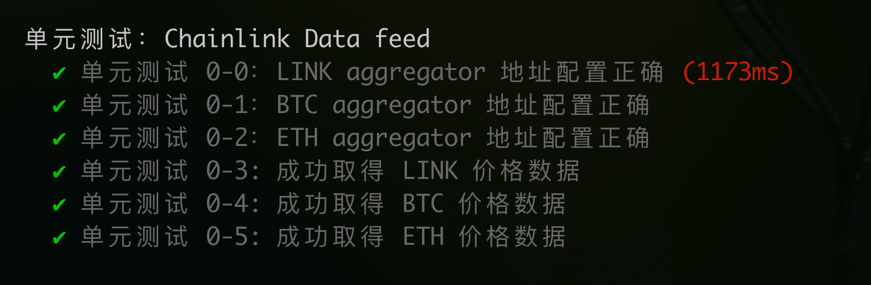 单元测试: Chainlink Data feed
✔ 单元测试 0-0: LINK aggregator 地址配置正确 (1173ms)
✔ 单元测试 0-1: BTC aggregator 地址配置正确
✔ 单元测试 0-2: ETH aggregator 地址配置正确
✔ 单元测试 0-3: 成功取得 LINK 价格数据
✔ 单元测试 0-4: 成功取得 BTC 价格数据
✔ 单元测试 0-5: 成功取得 ETH 价格数据